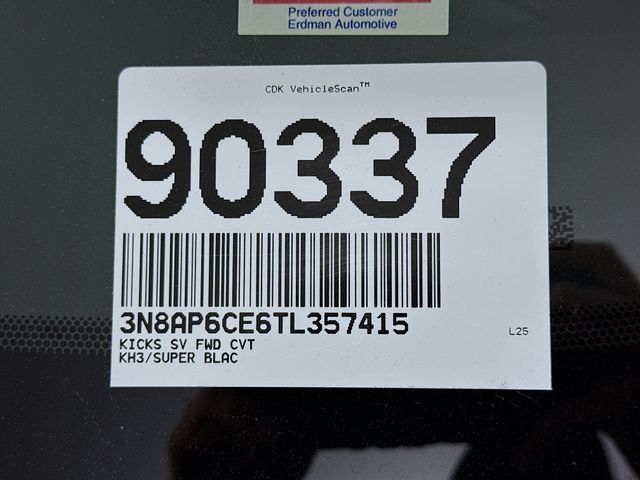 Preferred Customer
Erdman Automotive
CDK VehicleScan™
90337
3N8AP6CE6TL357415
KICKS SV FWD CVT
KH3/SUPER BLAC
L25